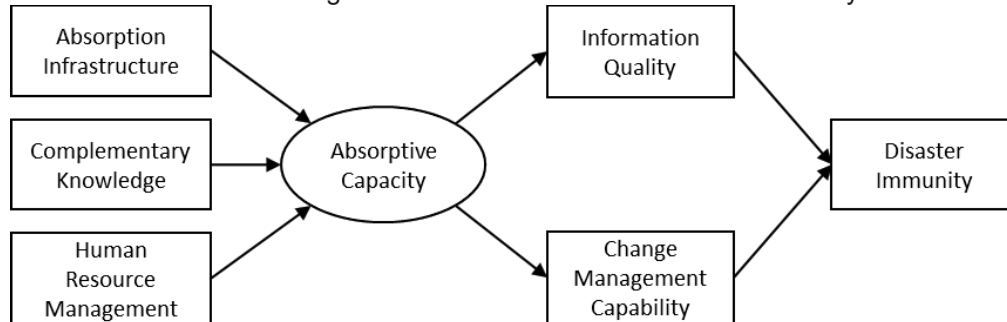 Absorption
Infrastructure
Complementary
Knowledge
Human
Resource
Management
Absorptive
Capacity
Information
Quality
Change
Management
Capability
Disaster
Immunity